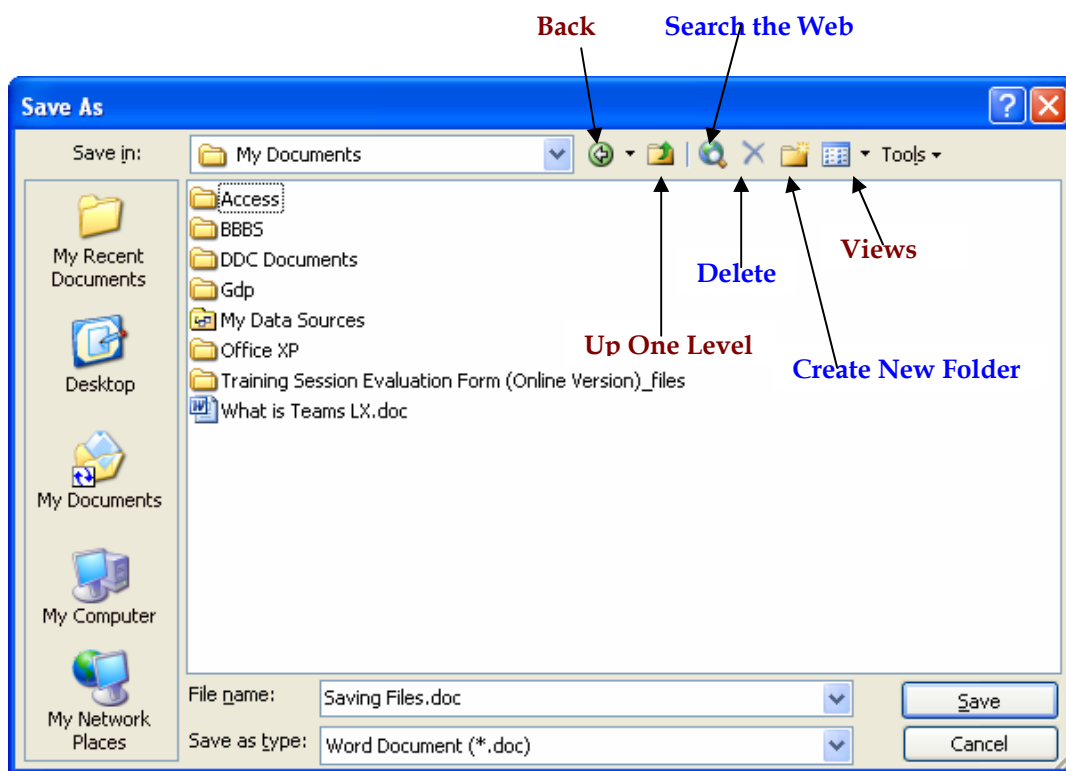 Back Search the Web
Save As
Save in: My Documents Tools
Access
BBBS
DDC Documents
Gdp
My Data Sources
Office XP
Training Session Evaluation Form (Online Version)_files
What is Teams LX.doc
Views
Delete
Up One Level
Create New Folder
My Recent
Documents
Desktop
My Documents
My Computer
My Network
Places
File name: Saving Files.doc Save
Save as type: Word Document (*.doc) Cancel